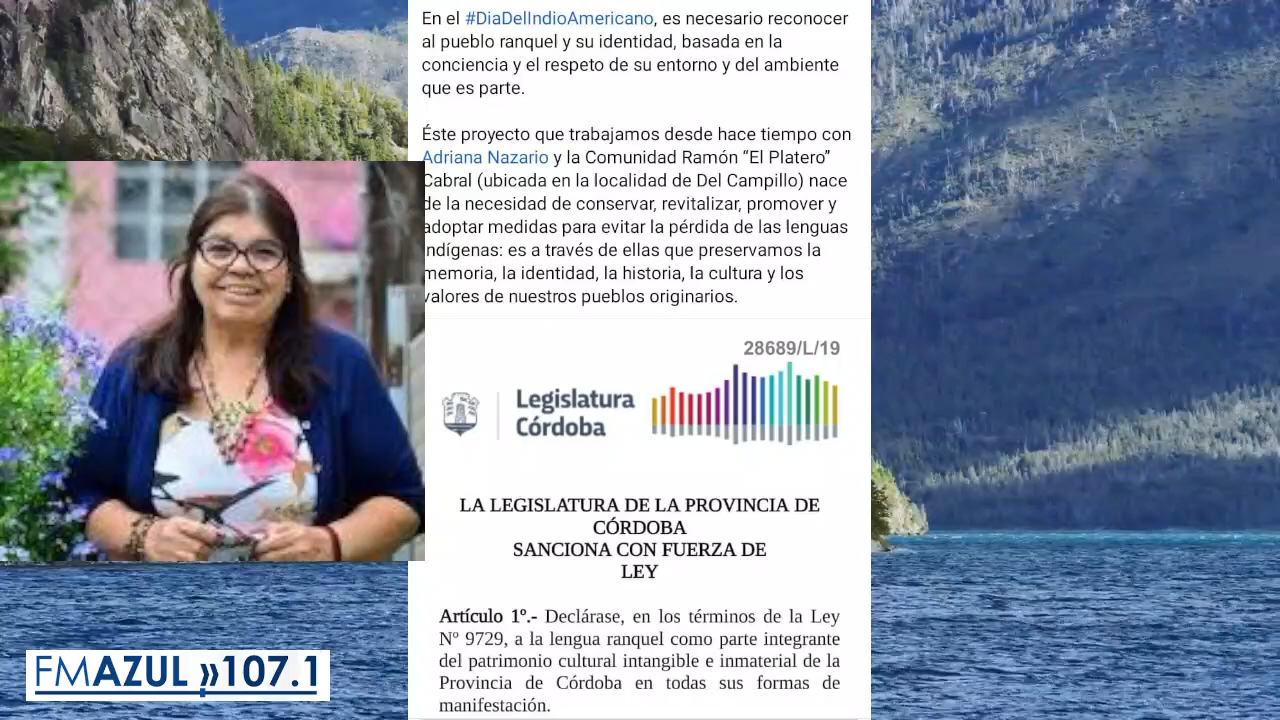 En el #DiaDelIndioAmericano, es necesario reconocer
al pueblo ranquel y su identidad, basada en la
conciencia y el respeto de su entorno y del ambiente
que es parte.
Éste proyecto que trabajamos desde hace tiempo con
Adriana Nazario y la Comunidad Ramón “El Platero”
Cabral (ubicada en la localidad de Del Campillo) nace
de la necesidad de conservar, revitalizar, promover y
adoptar medidas para evitar la pérdida de las lenguas
indígenas: es a través de ellas que preservamos la
memoria, la identidad, la historia, la cultura y los
valores de nuestros pueblos originarios.
28689/L/19
Legislatura
Córdoba
LA LEGISLATURA DE LA PROVINCIA DE
CÓRDOBA
SANCIONA CON FUERZA DE
LEY
Artículo 1º.- Declárase, en los términos de la Ley
Nº 9729, a la lengua ranquel como parte integrante
del patrimonio cultural intangible e inmaterial de la
Provincia de Córdoba en todas sus formas de
manifestación.
FMAZUL »107.1